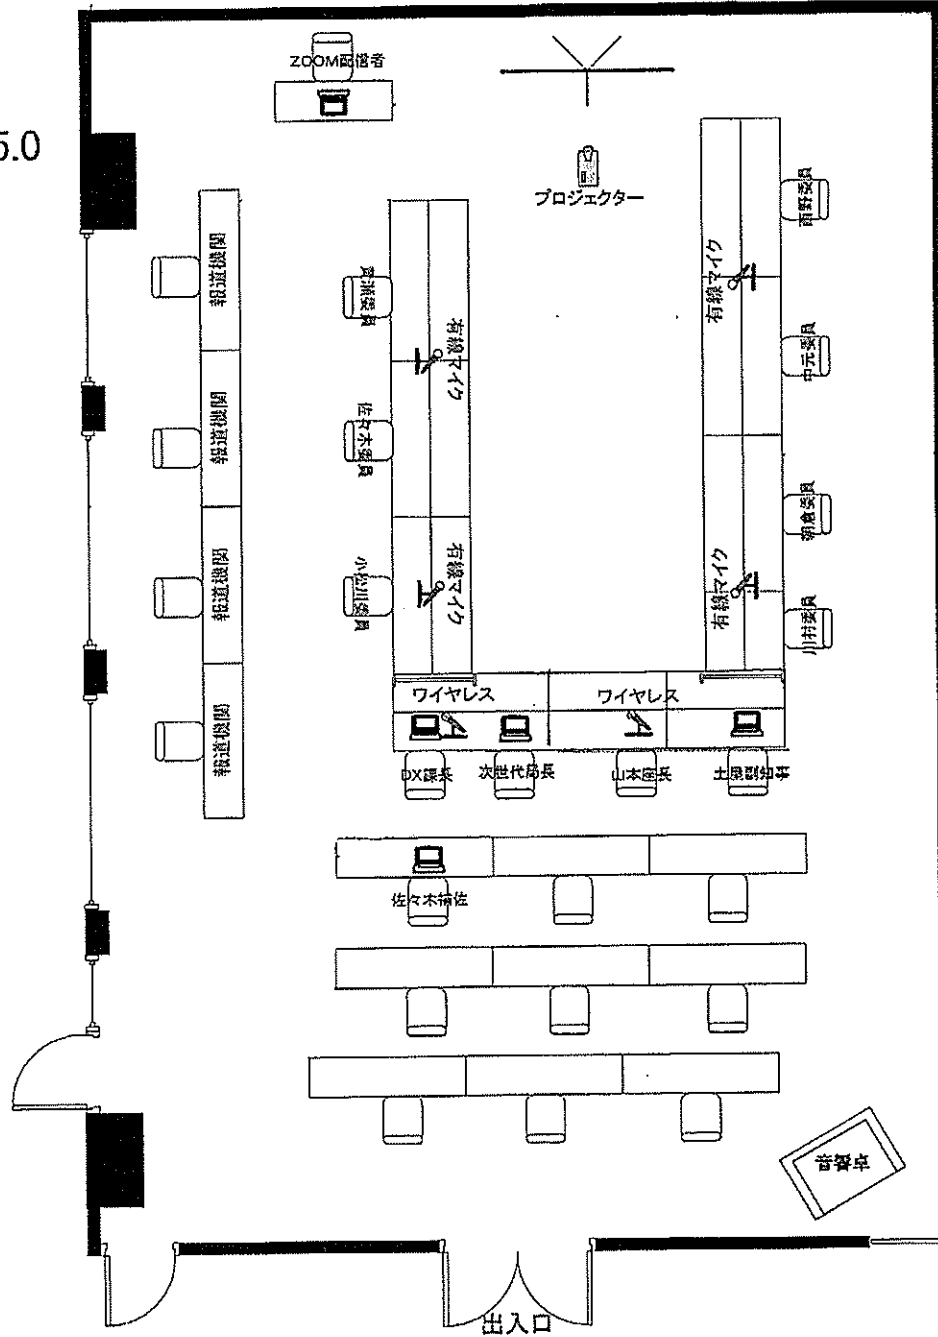 ZOOM配信者
5.0
プロジェクター
西野委員
報道機関
有線マイク
有線マイク
中元委員
佐々木委員
報道機関
朝倉委員
報道機関
小松川委員
有線マイク
有線マイク
川村委員
報道機関
ワイヤレス
ワイヤレス
DX課長
次世代局長
山本座長
土屋副知事
佐々木補佐
音響卓
出入口